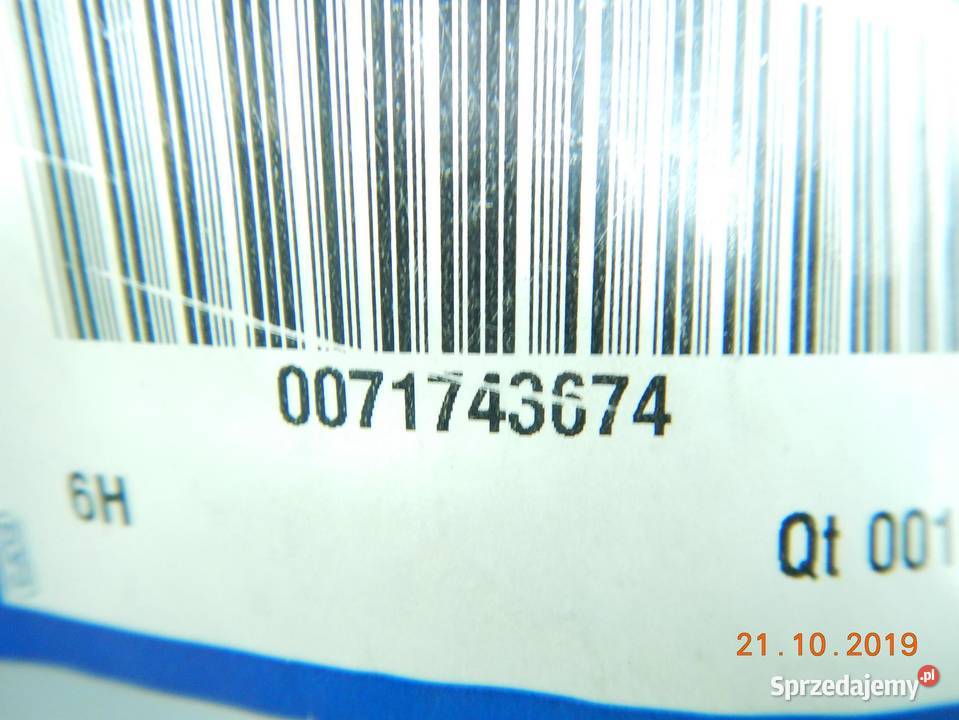 0071743674
6H
Qt 001
21.10.2019
Sprzedajemy.pl